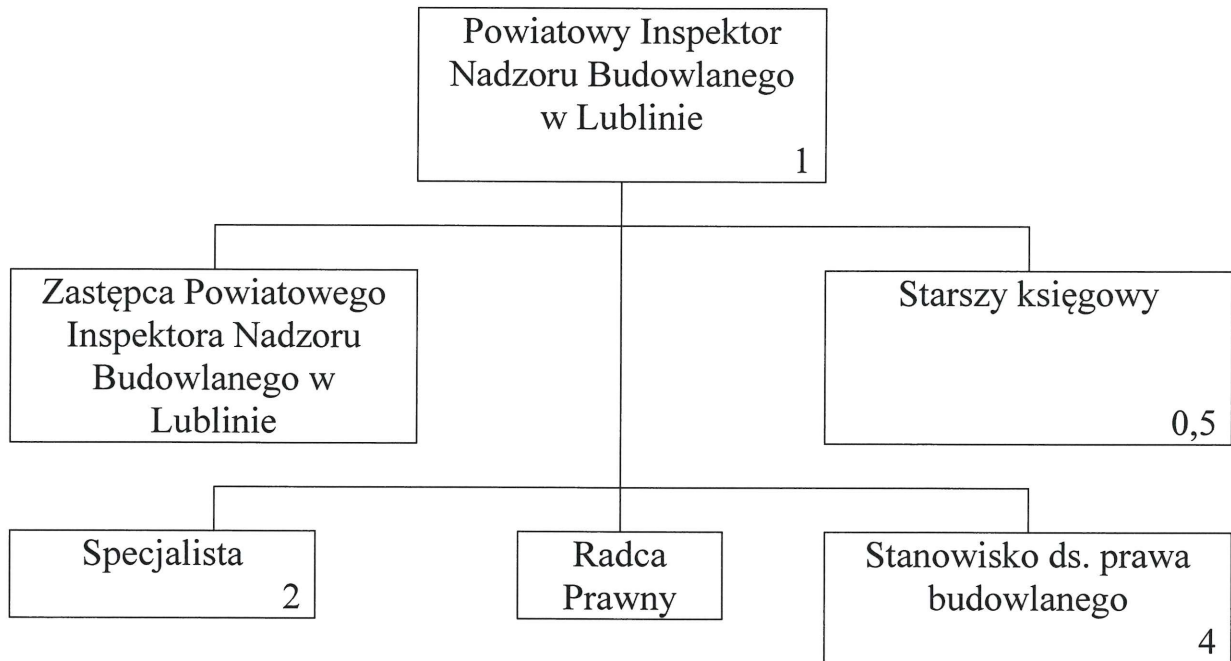 Powiatowy Inspektor
Nadzoru Budowlanego
w Lublinie
1
Zastępca Powiatowego
Inspektora Nadzoru
Budowlanego w
Lublinie
Starszy księgowy
0,5
Specjalista
2
Radca
Prawny
Stanowisko ds. prawa
budowlanego
4